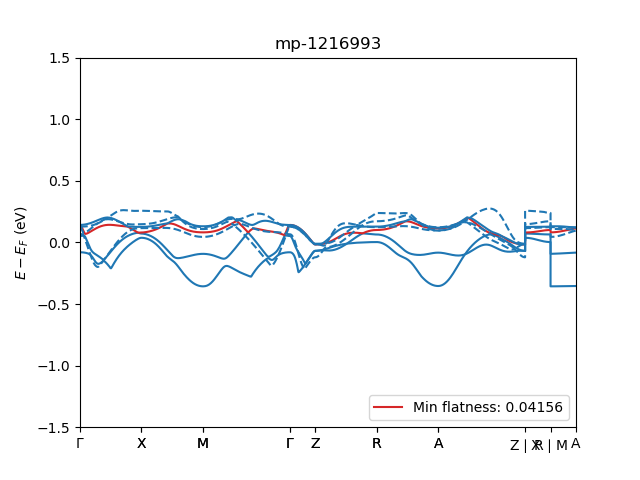 mp-1216993
E − E_F (eV)
1.5
1.0
0.5
0.0
−0.5
−1.0
−1.5
Min flatness: 0.04156
Γ X M Γ Z R A Z | X R | M A